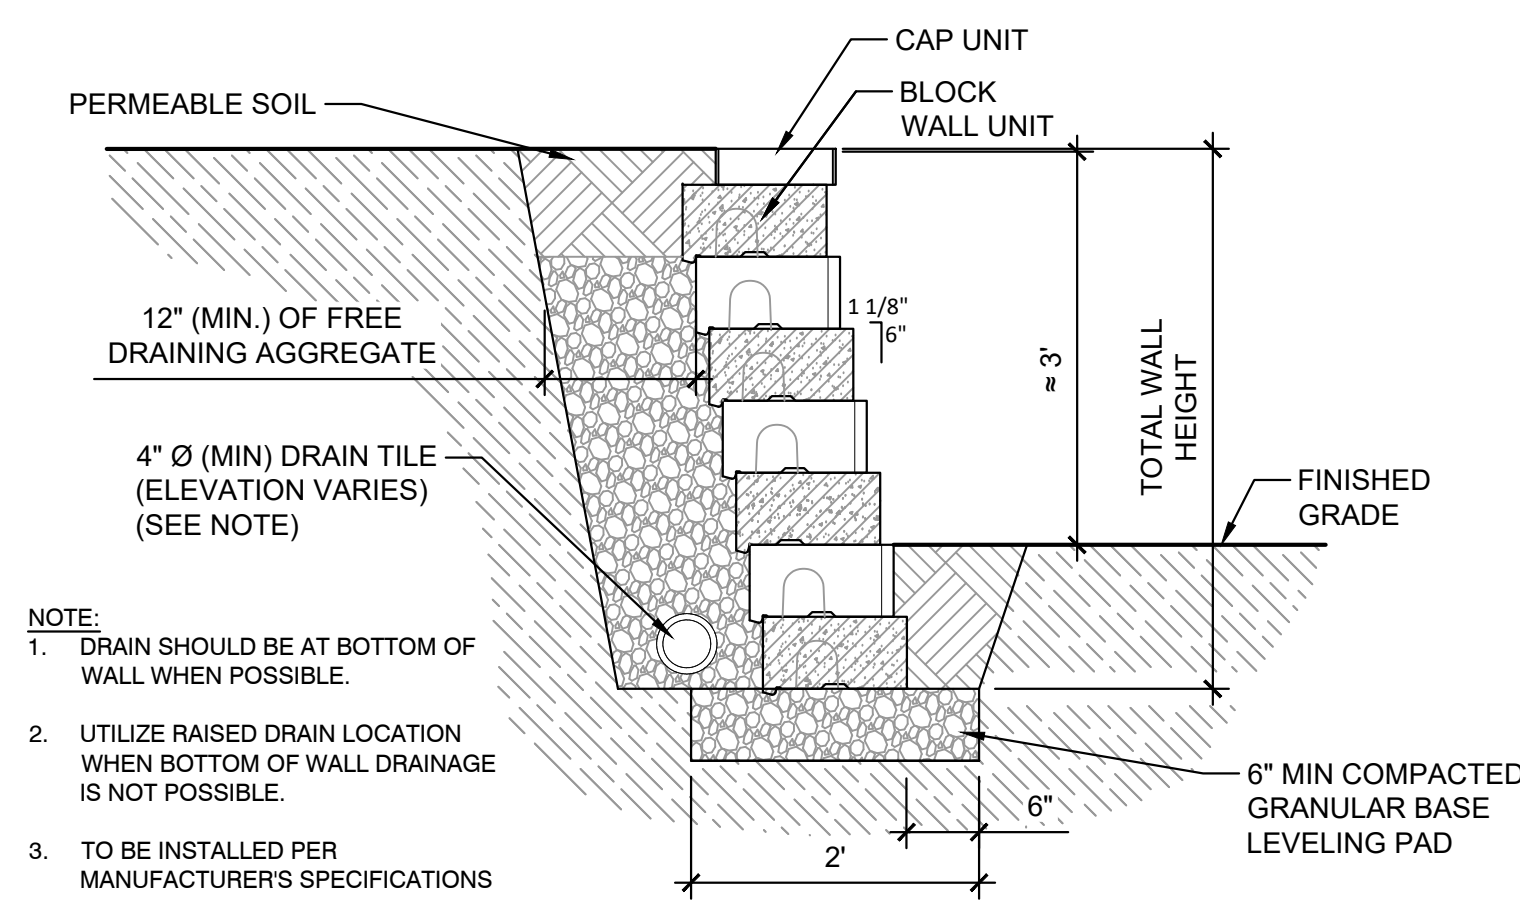 CAP UNIT
BLOCK
WALL UNIT
PERMEABLE SOIL
12" (MIN.) OF FREE
DRAINING AGGREGATE
1 1/8"
6"
≈ 3'
TOTAL WALL
HEIGHT
4" Ø (MIN) DRAIN TILE
(ELEVATION VARIES)
(SEE NOTE)
FINISHED
GRADE
NOTE:
1. DRAIN SHOULD BE AT BOTTOM OF
WALL WHEN POSSIBLE.
2. UTILIZE RAISED DRAIN LOCATION
WHEN BOTTOM OF WALL DRAINAGE
IS NOT POSSIBLE.
3. TO BE INSTALLED PER
MANUFACTURER'S SPECIFICATIONS
6" MIN COMPACTED
GRANULAR BASE
LEVELING PAD
6"
2'